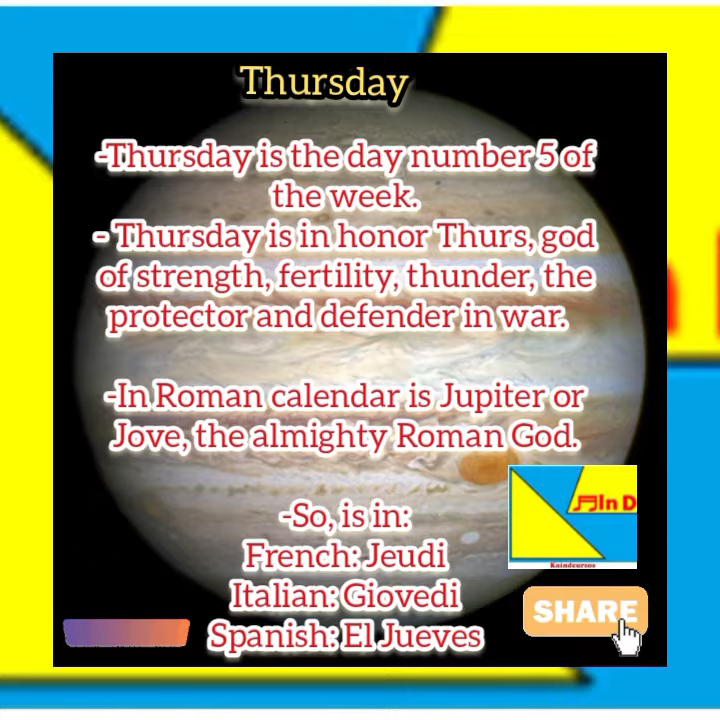 Thursday
-Thursday is the day number 5 of
the week.
- Thursday is in honor Thurs, god
of strength, fertility, thunder, the
protector and defender in war.
-In Roman calendar is Jupiter or
Jove, the almighty Roman God.
-So, is in:
French: Jeudi
Italian: Giovedi
Spanish: El Jueves
In D
Kaindcursos
SHARE